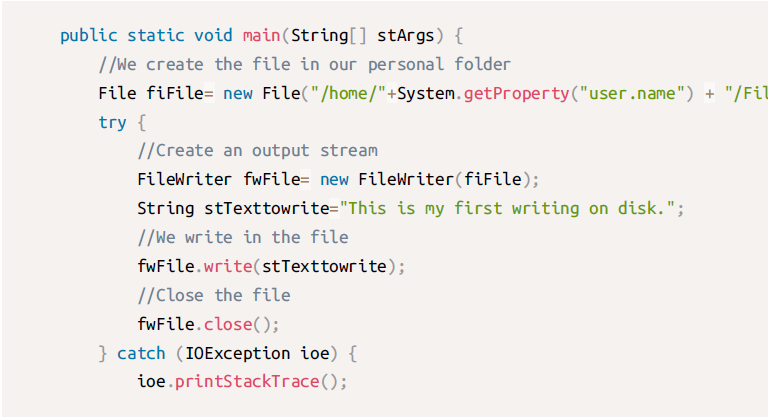 public static void main(String[] stArgs) {
//We create the file in our personal folder
File fiFile= new File("/home/"+System.getProperty("user.name") + "/Fil
try {
//Create an output stream
FileWriter fwFile= new FileWriter(fiFile);
String stTexttowrite="This is my first writing on disk.";
//We write in the file
fwFile.write(stTexttowrite);
//Close the file
fwFile.close();
} catch (IOException ioe) {
ioe.printStackTrace();